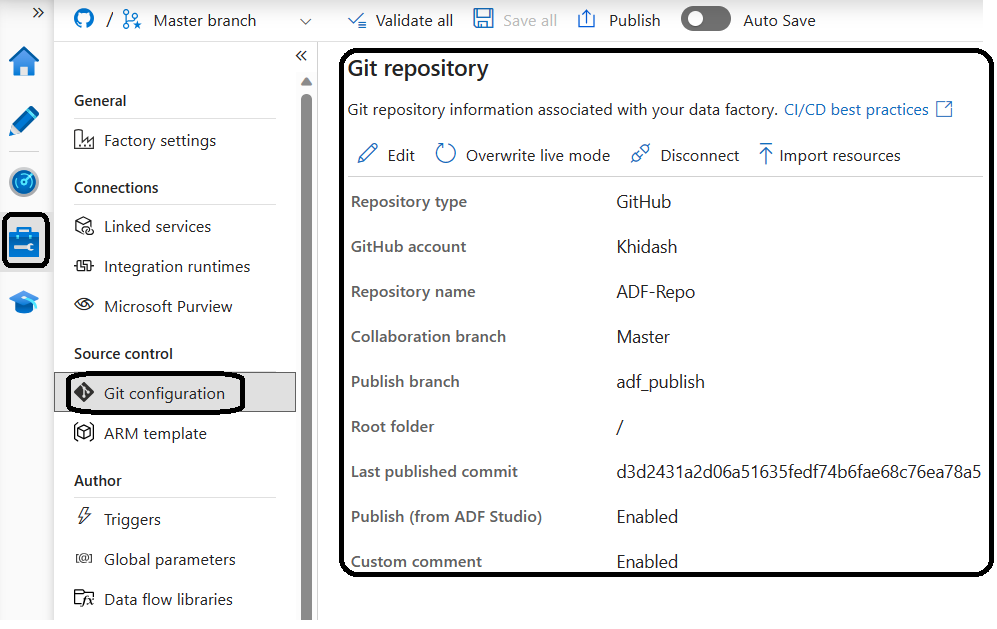 » / Master branch Validate all Save all Publish Auto Save
«
General
Factory settings
Connections
Linked services
Integration runtimes
Microsoft Purview
Source control
Git configuration
ARM template
Author
Triggers
Global parameters
Data flow libraries
Git repository
Git repository information associated with your data factory. CI/CD best practices
Edit Overwrite live mode Disconnect Import resources
Repository type GitHub
GitHub account Khidash
Repository name ADF-Repo
Collaboration branch Master
Publish branch adf_publish
Root folder /
Last published commit d3d2431a2d06a51635fedf74b6fae68c76ea78a5
Publish (from ADF Studio) Enabled
Custom comment Enabled